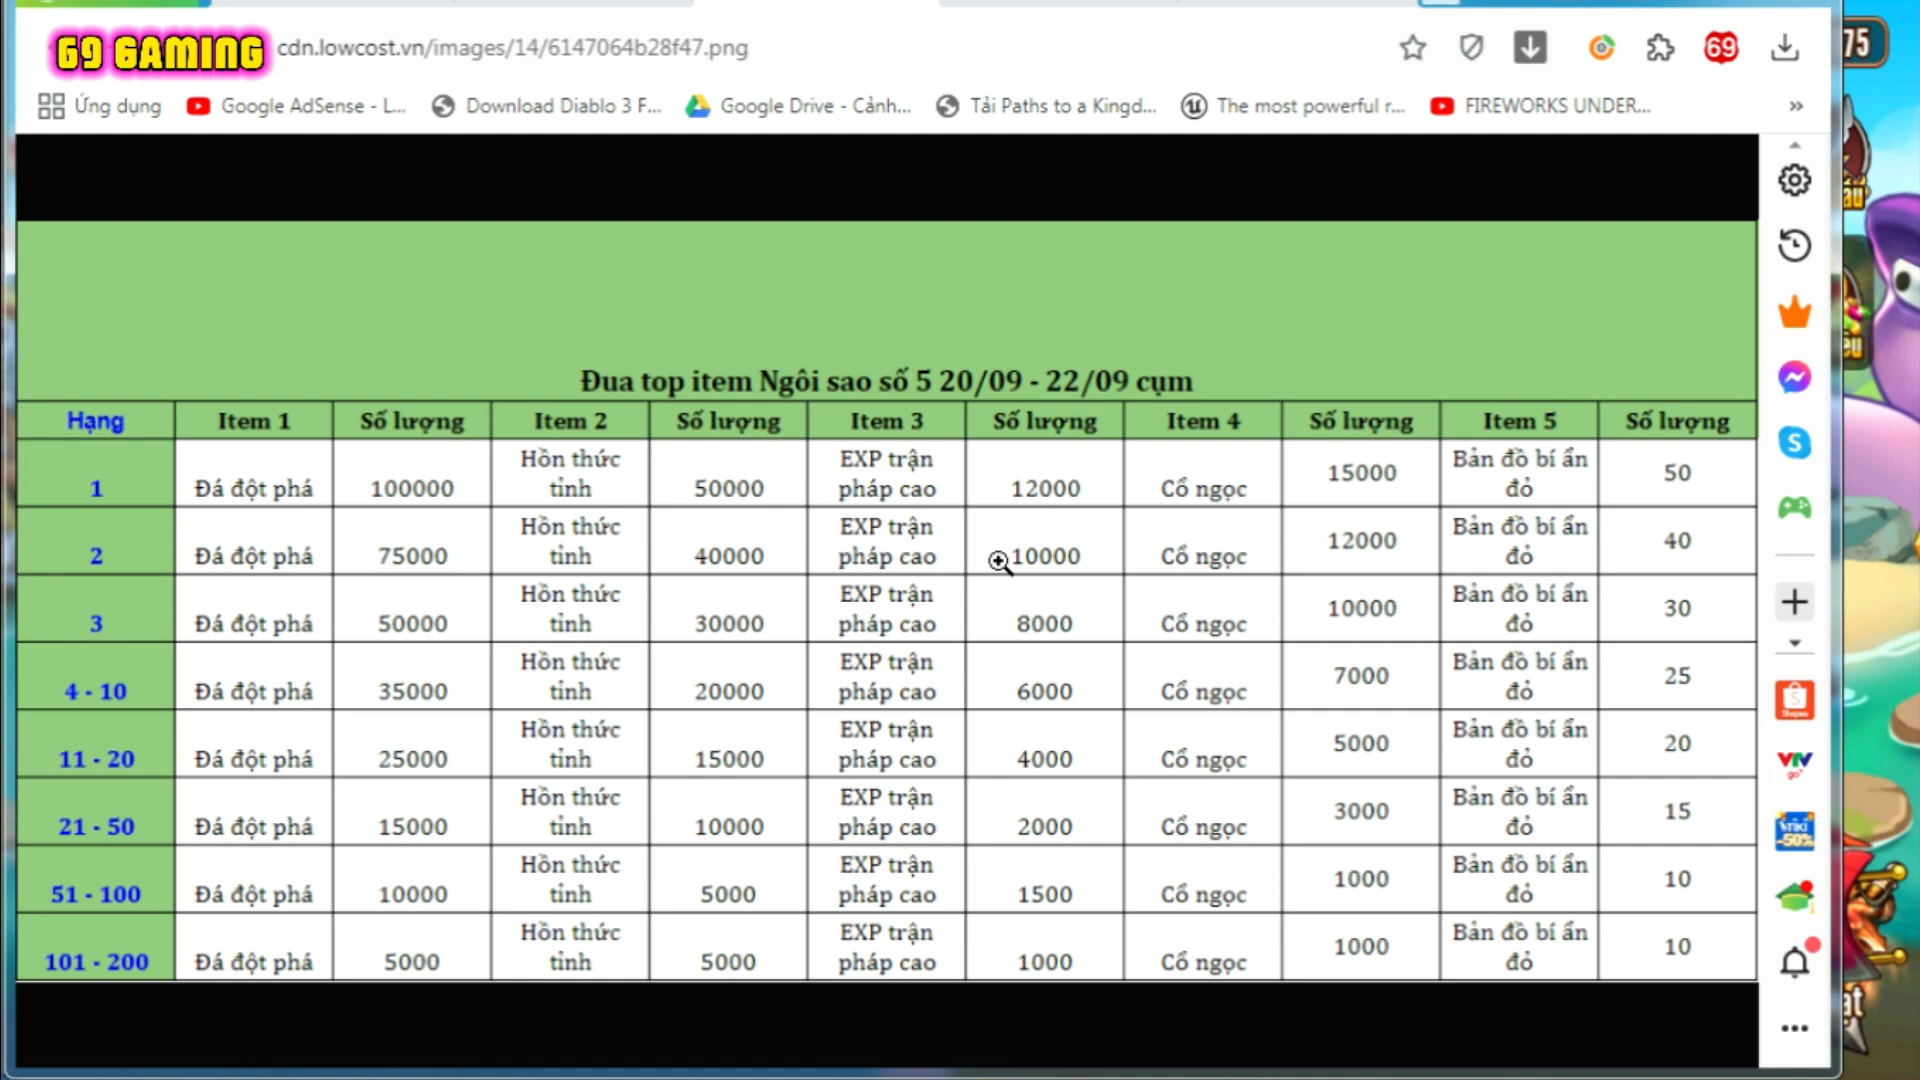 69 GAMING
cdn.lowcost.vn/images/14/6147064b28f47.png
69
75
Ứng dụng Google AdSense - L... Download Diablo 3 F... Google Drive - Cảnh... Tải Paths to a Kingd... The most powerful r... FIREWORKS UNDER... »
Đua top item Ngôi sao số 5 20/09 - 22/09 cụm
Hạng Item 1 Số lượng Item 2 Số lượng Item 3 Số lượng Item 4 Số lượng Item 5 Số lượng
1 Đá đột phá 100000 Hồn thức tỉnh 50000 EXP trận pháp cao 12000 Cổ ngọc 15000 Bản đồ bí ẩn đỏ 50
2 Đá đột phá 75000 Hồn thức tỉnh 40000 EXP trận pháp cao 10000 Cổ ngọc 12000 Bản đồ bí ẩn đỏ 40
3 Đá đột phá 50000 Hồn thức tỉnh 30000 EXP trận pháp cao 8000 Cổ ngọc 10000 Bản đồ bí ẩn đỏ 30
4 - 10 Đá đột phá 35000 Hồn thức tỉnh 20000 EXP trận pháp cao 6000 Cổ ngọc 7000 Bản đồ bí ẩn đỏ 25
11 - 20 Đá đột phá 25000 Hồn thức tỉnh 15000 EXP trận pháp cao 4000 Cổ ngọc 5000 Bản đồ bí ẩn đỏ 20
21 - 50 Đá đột phá 15000 Hồn thức tỉnh 10000 EXP trận pháp cao 2000 Cổ ngọc 3000 Bản đồ bí ẩn đỏ 15
51 - 100 Đá đột phá 10000 Hồn thức tỉnh 5000 EXP trận pháp cao 1500 Cổ ngọc 1000 Bản đồ bí ẩn đỏ 10
101 - 200 Đá đột phá 5000 Hồn thức tỉnh 5000 EXP trận pháp cao 1000 Cổ ngọc 1000 Bản đồ bí ẩn đỏ 10
S
Shopee
VTV
go
TIKI
-50%